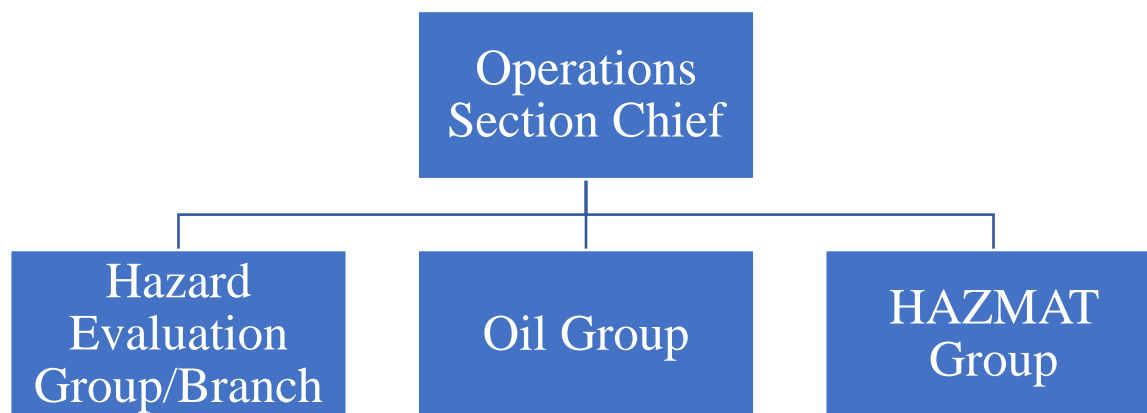 Operations
Section Chief
Hazard
Evaluation
Group/Branch
Oil Group
HAZMAT
Group